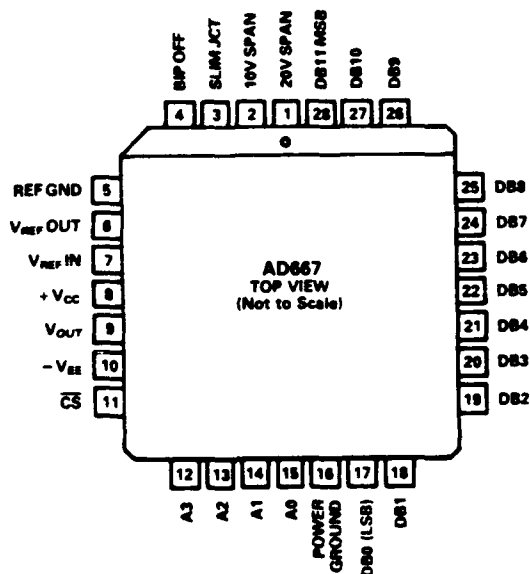 BIP OFF
SLIM JCT
10V SPAN
20V SPAN
DB11 MSB
DB10
DB9
4
3
2
1
28
27
26
REF GND 5
VREF OUT 6
VREF IN 7
+ VCC 8
VOUT 9
- VEE 10
CS 11
AD667
TOP VIEW
(Not to Scale)
25 DB8
24 DB7
23 DB6
22 DB5
21 DB4
20 DB3
19 DB2
12
13
14
15
16
17
18
A3
A2
A1
A0
POWER
GROUND
DB0 (LSB)
DB1